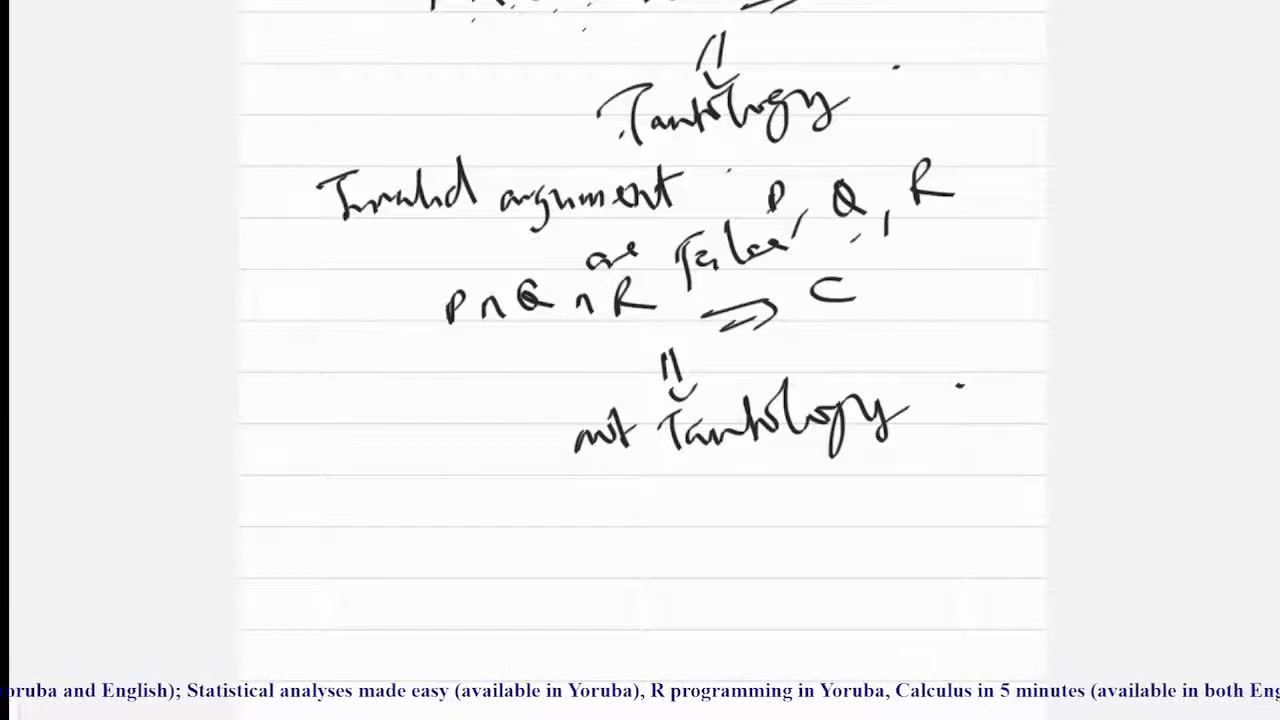 Tautology
Invalid argument P, Q, R
are False
P ∩ Q ∩ R ⇒ C
not Tautology
oruba and English); Statistical analyses made easy (available in Yoruba), R programming in Yoruba, Calculus in 5 minutes (available in both Eng